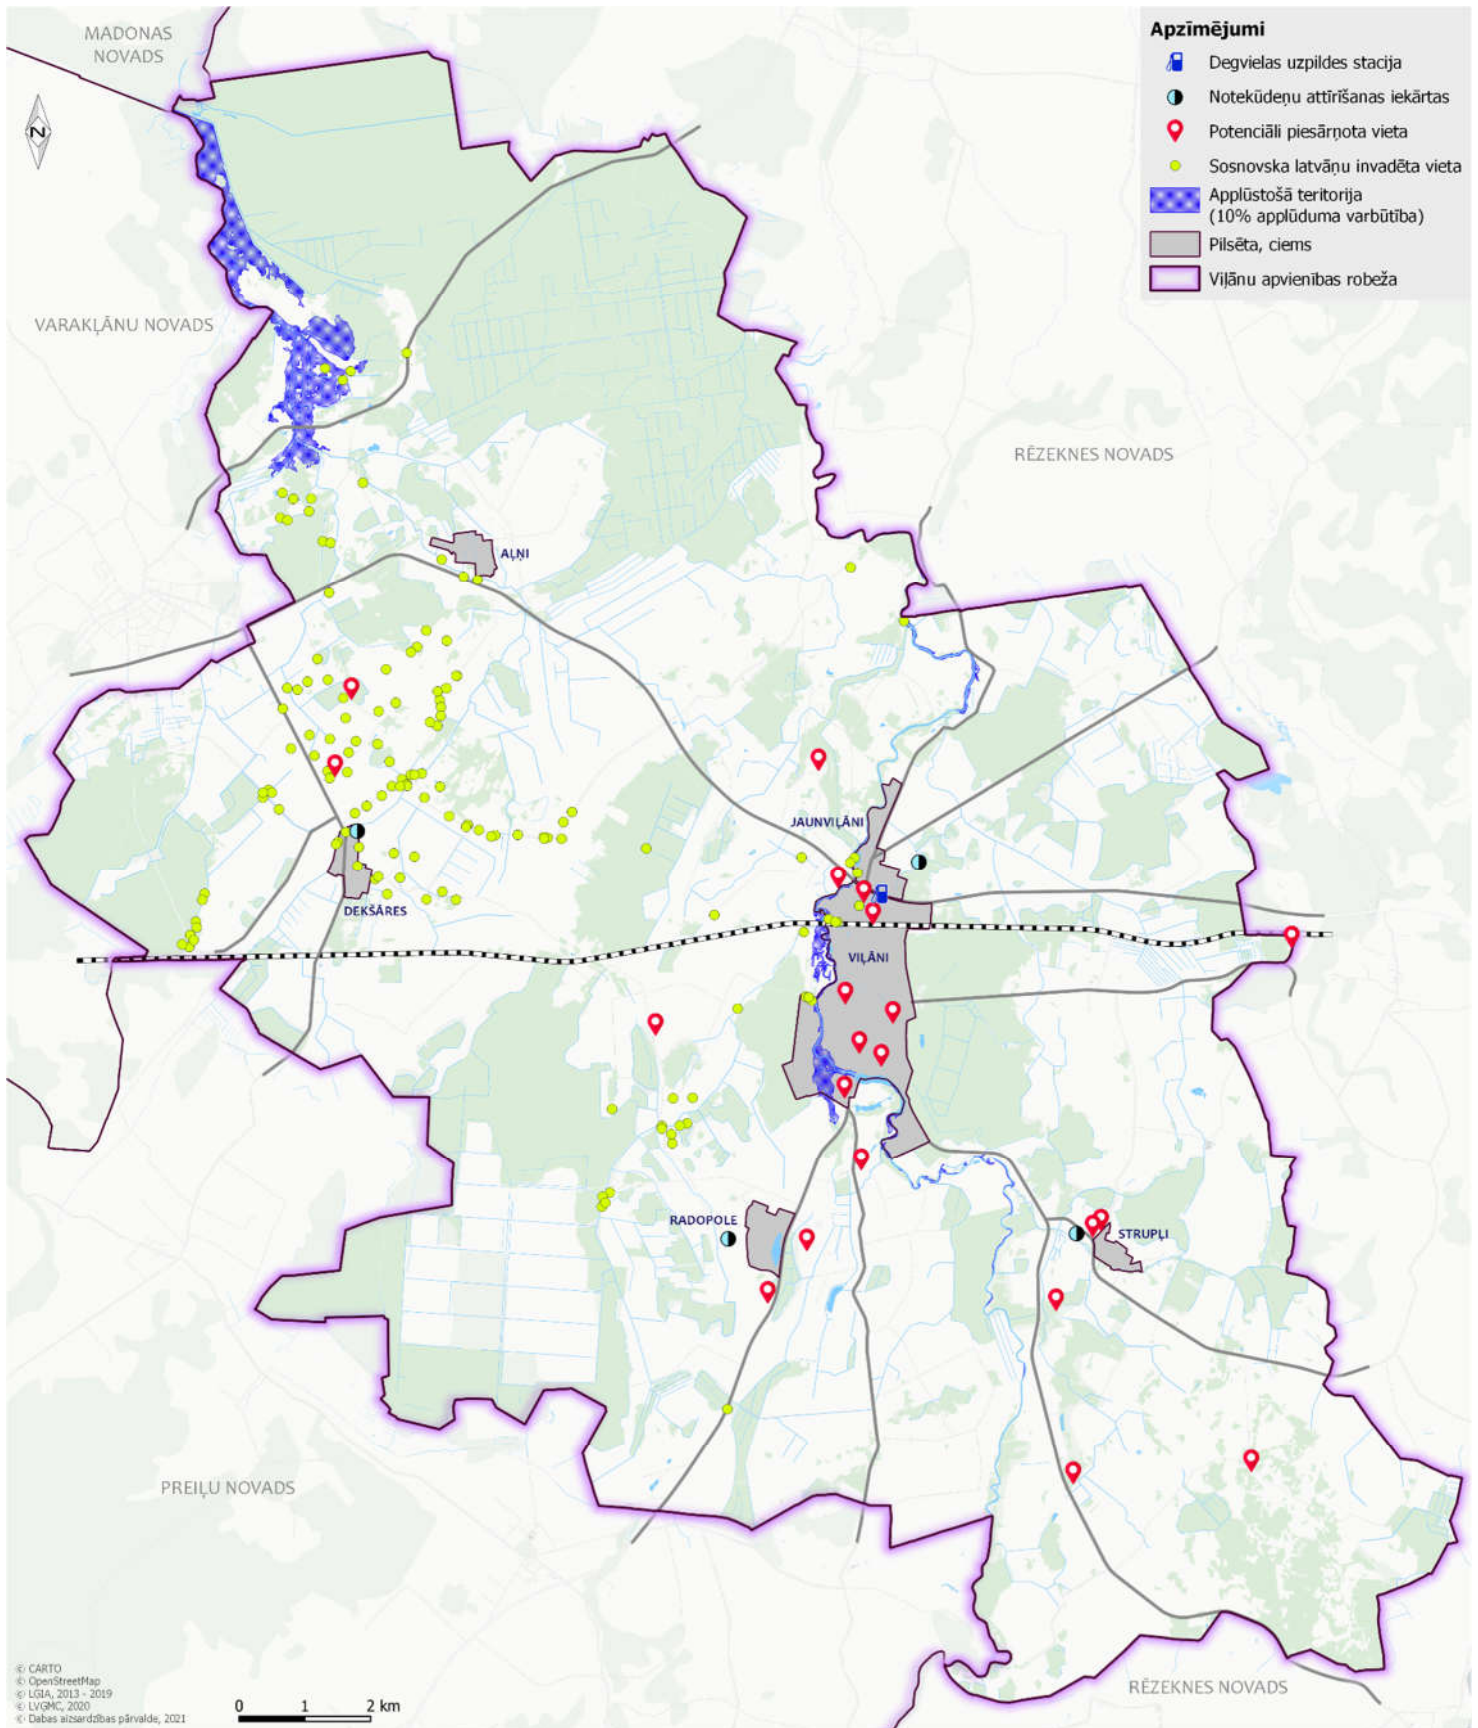 MADONAS
NOVADS
Apzīmējumi
Degvielas uzpildes stacija
Notekūdeņu attīrīšanas iekārtas
Potenciāli piesārņota vieta
Sosnovska latvāņu invadēta vieta
Applūstošā teritorija
(10% applūduma varbūtība)
Pilsēta, ciems
Viļānu apvienības robeža
N
VARAKĻĀNU NOVADS
RĒZEKNES NOVADS
AĻŅI
JAUNVIĻĀNI
DEKŠĀRES
VIĻĀNI
RADOPOLE
STRUPĻI
PREIĻU NOVADS
RĒZEKNES NOVADS
© CARTO
© OpenStreetMap
© LĢIA, 2013 - 2019
© LVĢMC, 2020
© Dabas aizsardzības pārvalde, 2021
0 1 2 km